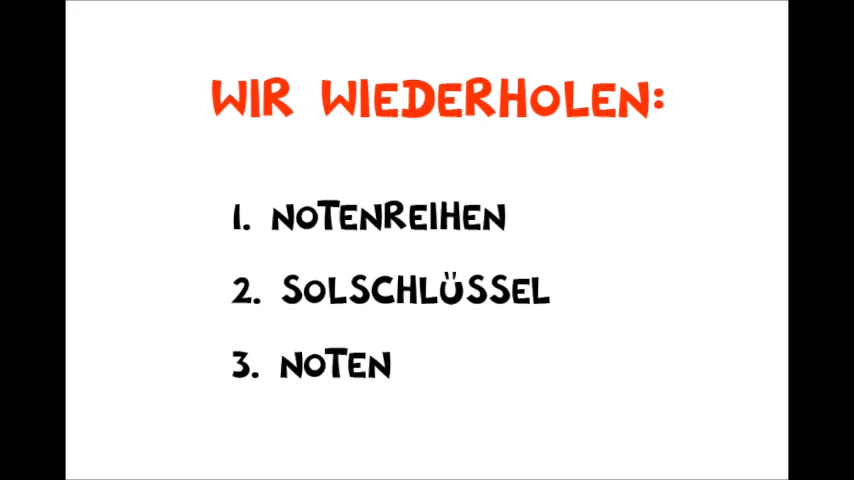 WIR WIEDERHOLEN:
1. NOTENREIHEN
2. SOLSCHLÜSSEL
3. NOTEN